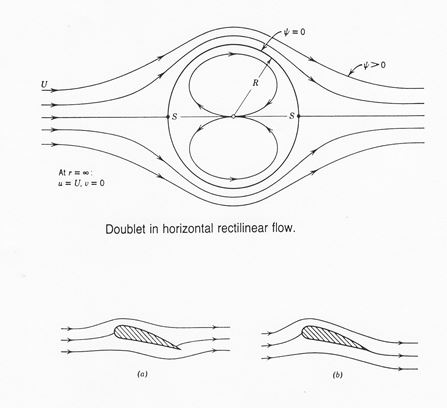 ψ = 0
ψ > 0
U
R
S
S
At r = ∞:
u = U, v = 0
Doublet in horizontal rectilinear flow.
(a)
(b)